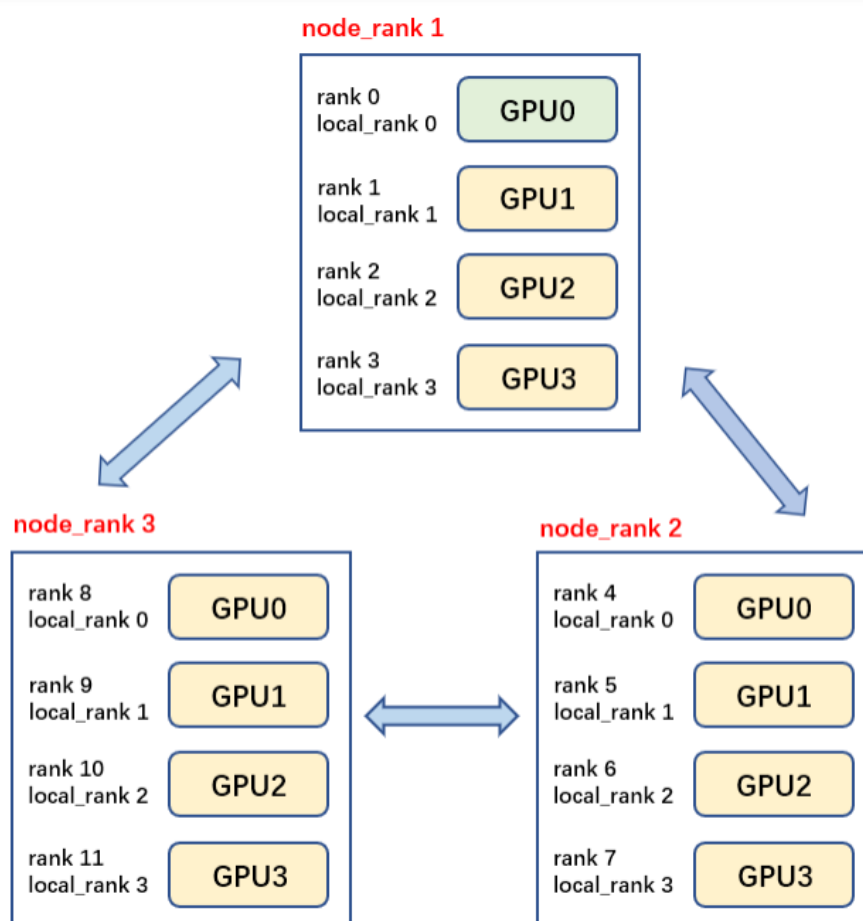 node_rank 1
rank 0
local_rank 0
GPU0
rank 1
local_rank 1
GPU1
rank 2
local_rank 2
GPU2
rank 3
local_rank 3
GPU3
node_rank 3
rank 8
local_rank 0
GPU0
rank 9
local_rank 1
GPU1
rank 10
local_rank 2
GPU2
rank 11
local_rank 3
GPU3
node_rank 2
rank 4
local_rank 0
GPU0
rank 5
local_rank 1
GPU1
rank 6
local_rank 2
GPU2
rank 7
local_rank 3
GPU3